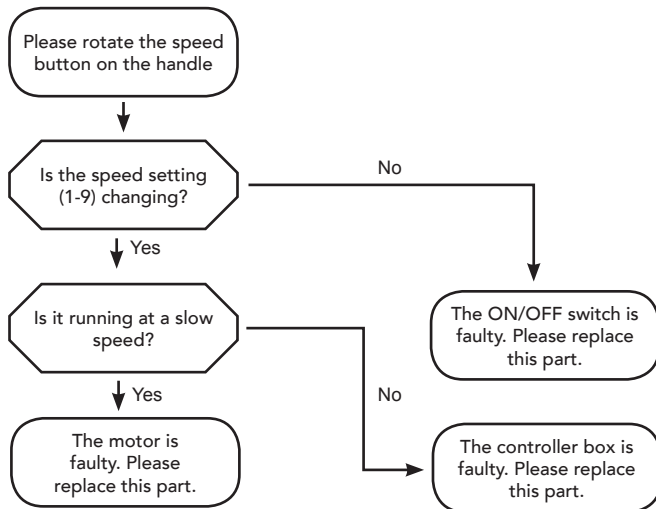 Please rotate the speed
button on the handle
Is the speed setting
(1-9) changing?
No
Yes
Is it running at a slow
speed?
The ON/OFF switch is
faulty. Please replace
this part.
Yes
No
The motor is
faulty. Please
replace this part.
The controller box is
faulty. Please replace
this part.